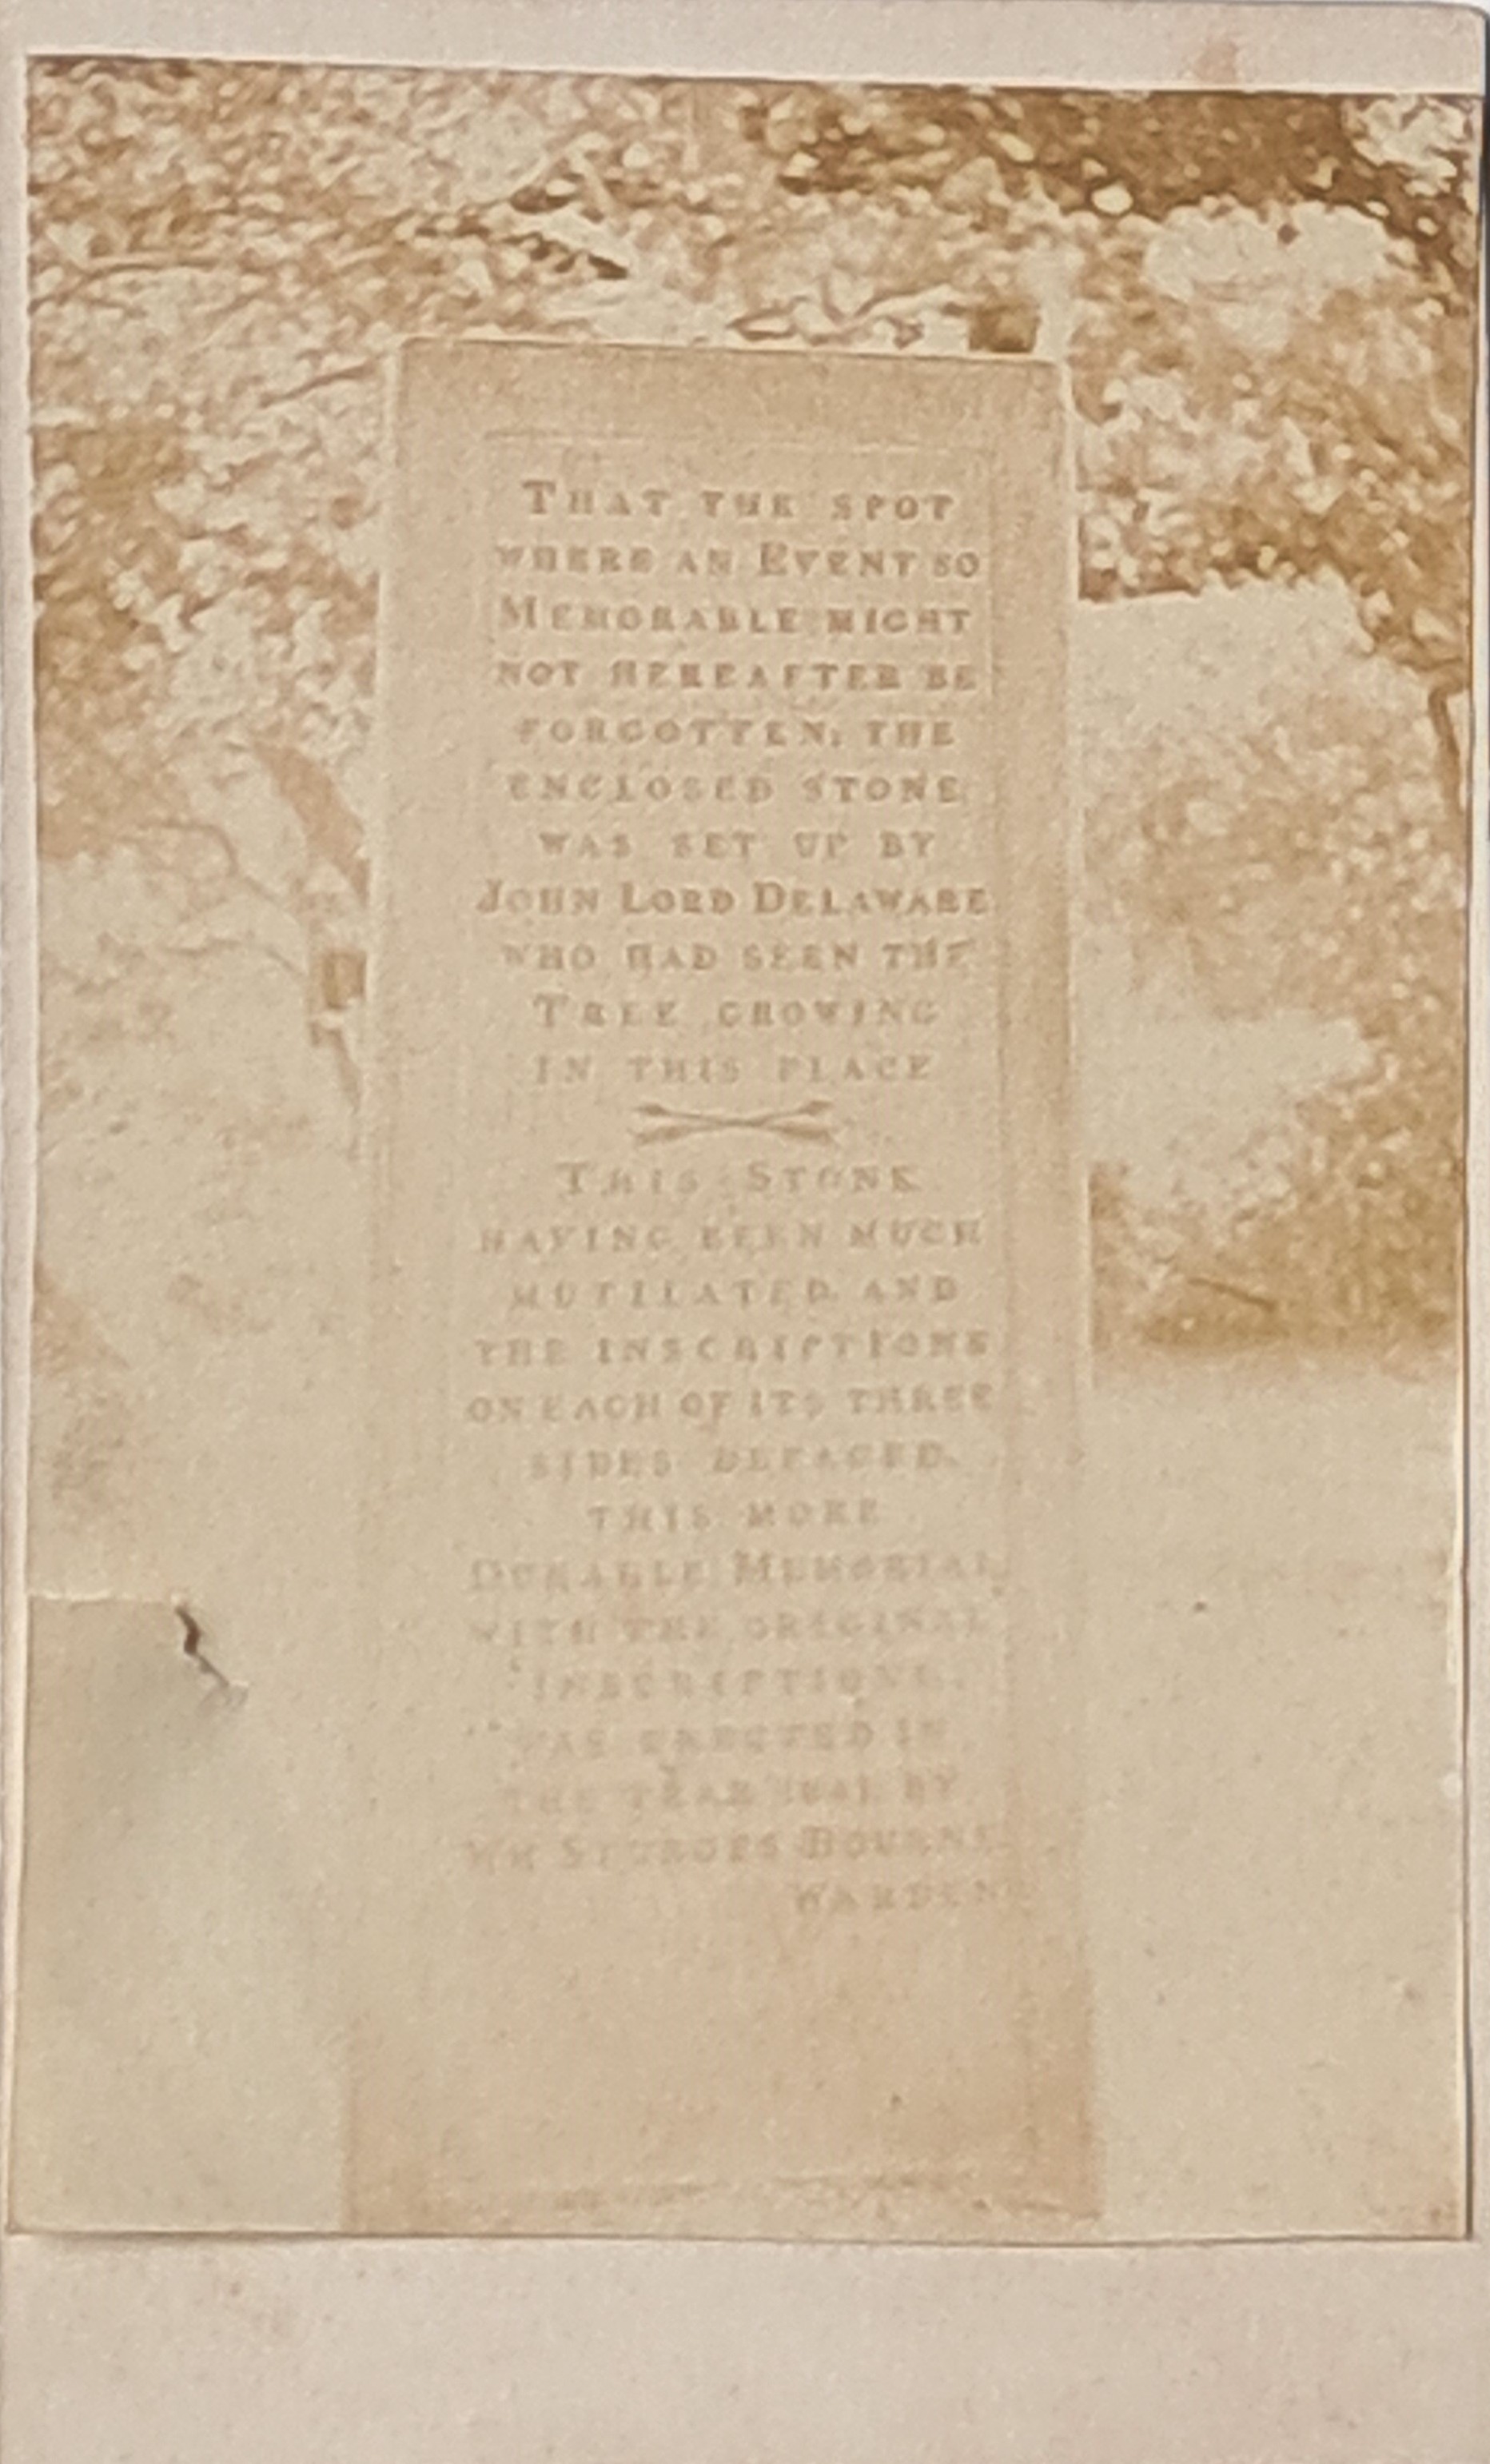 THAT THE SPOT
WHERE AN EVENT SO
MEMORABLE MIGHT
NOT HEREAFTER BE
FORGOTTEN; THE
ENCLOSED STONE
WAS SET UP BY
JOHN LORD DELAWARE
WHO HAD SEEN THE
TREE GROWING
IN THIS PLACE
THIS STONE
HAVING BEEN MUCH
MUTILATED, AND
THE INSCRIPTIONS
ON EACH OF ITS THREE
SIDES DEFACED.
THIS MORE
DURABLE MEMORIAL,
WITH THE ORIGINAL
INSCRIPTIONS,
WAS ERECTED IN
THE YEAR 1841 BY
WM STURGES BOURNE
WARDEN